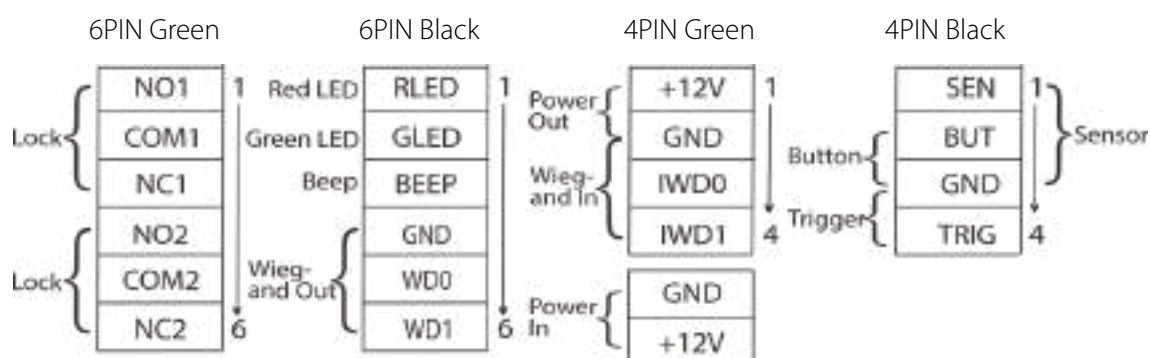 6PIN Green
6PIN Black
4PIN Green
4PIN Black
Lock
NO1
COM1
NC1
Lock
NO2
COM2
NC2
1
6
Red LED
Green LED
Beep
Wieg-
and Out
RLED
GLED
BEEP
GND
WD0
WD1
1
6
Power
Out
Wieg-
and In
+12V
GND
IWD0
IWD1
1
4
Power
In
GND
+12V
Button
Trigger
SEN
BUT
GND
TRIG
1
4
Sensor